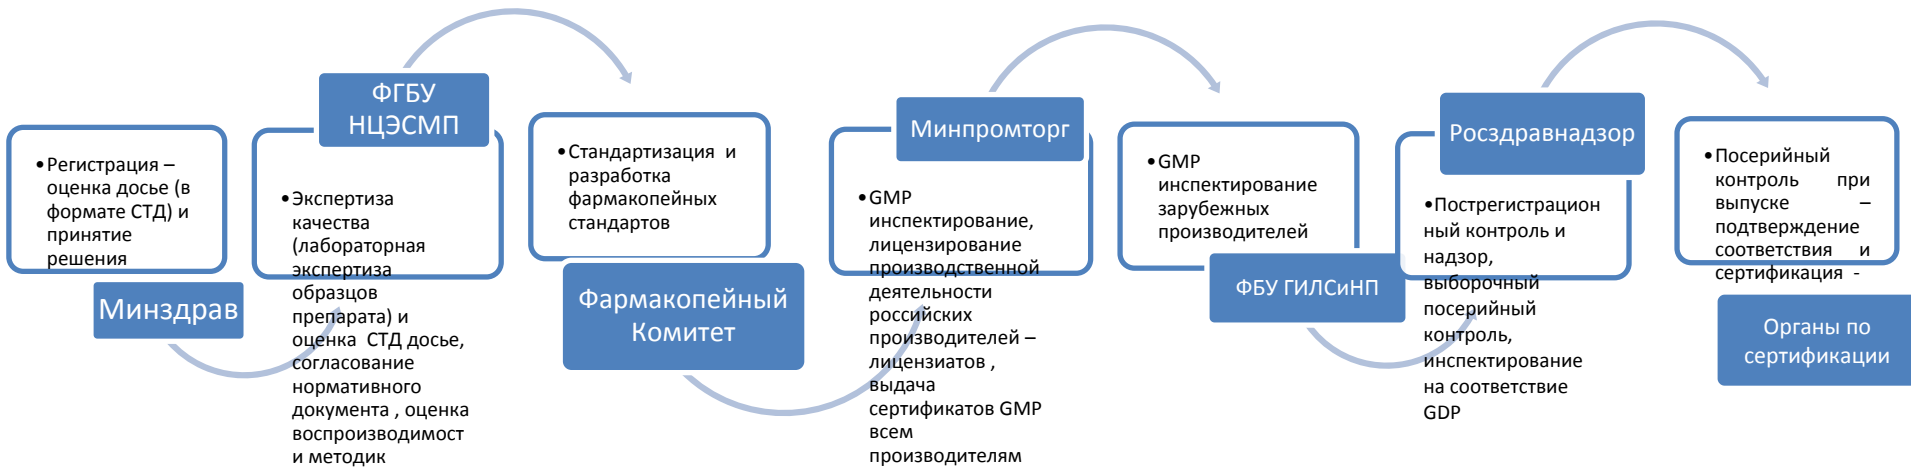 •Регистрация –
оценка досье (в
формате СТД) и
принятие
решения
Минздрав
ФГБУ
НЦЭСМП
•Экспертиза
качества
(лабораторная
экспертиза
образцов
препарата) и
оценка СТД досье,
согласование
нормативного
документа , оценка
воспроизводимост
и методик
•Стандартизация и
разработка
фармакопейных
стандартов
Фармакопейный
Комитет
Минпромторг
•GMP
инспектирование,
лицензирование
производственной
деятельности
российских
производителей –
лицензиатов ,
выдача
сертификатов GMP
всем
производителям
•GMP
инспектирование
зарубежных
производителей
ФБУ ГИЛСиНП
Росздравнадзор
•Пострегистрацион
ный контроль и
надзор,
выборочный
посерийный
контроль,
инспектирование
на соответствие
GDP
•Посерийный
контроль при
выпуске –
подтверждение
соответствия и
сертификация -
Органы по
сертификации